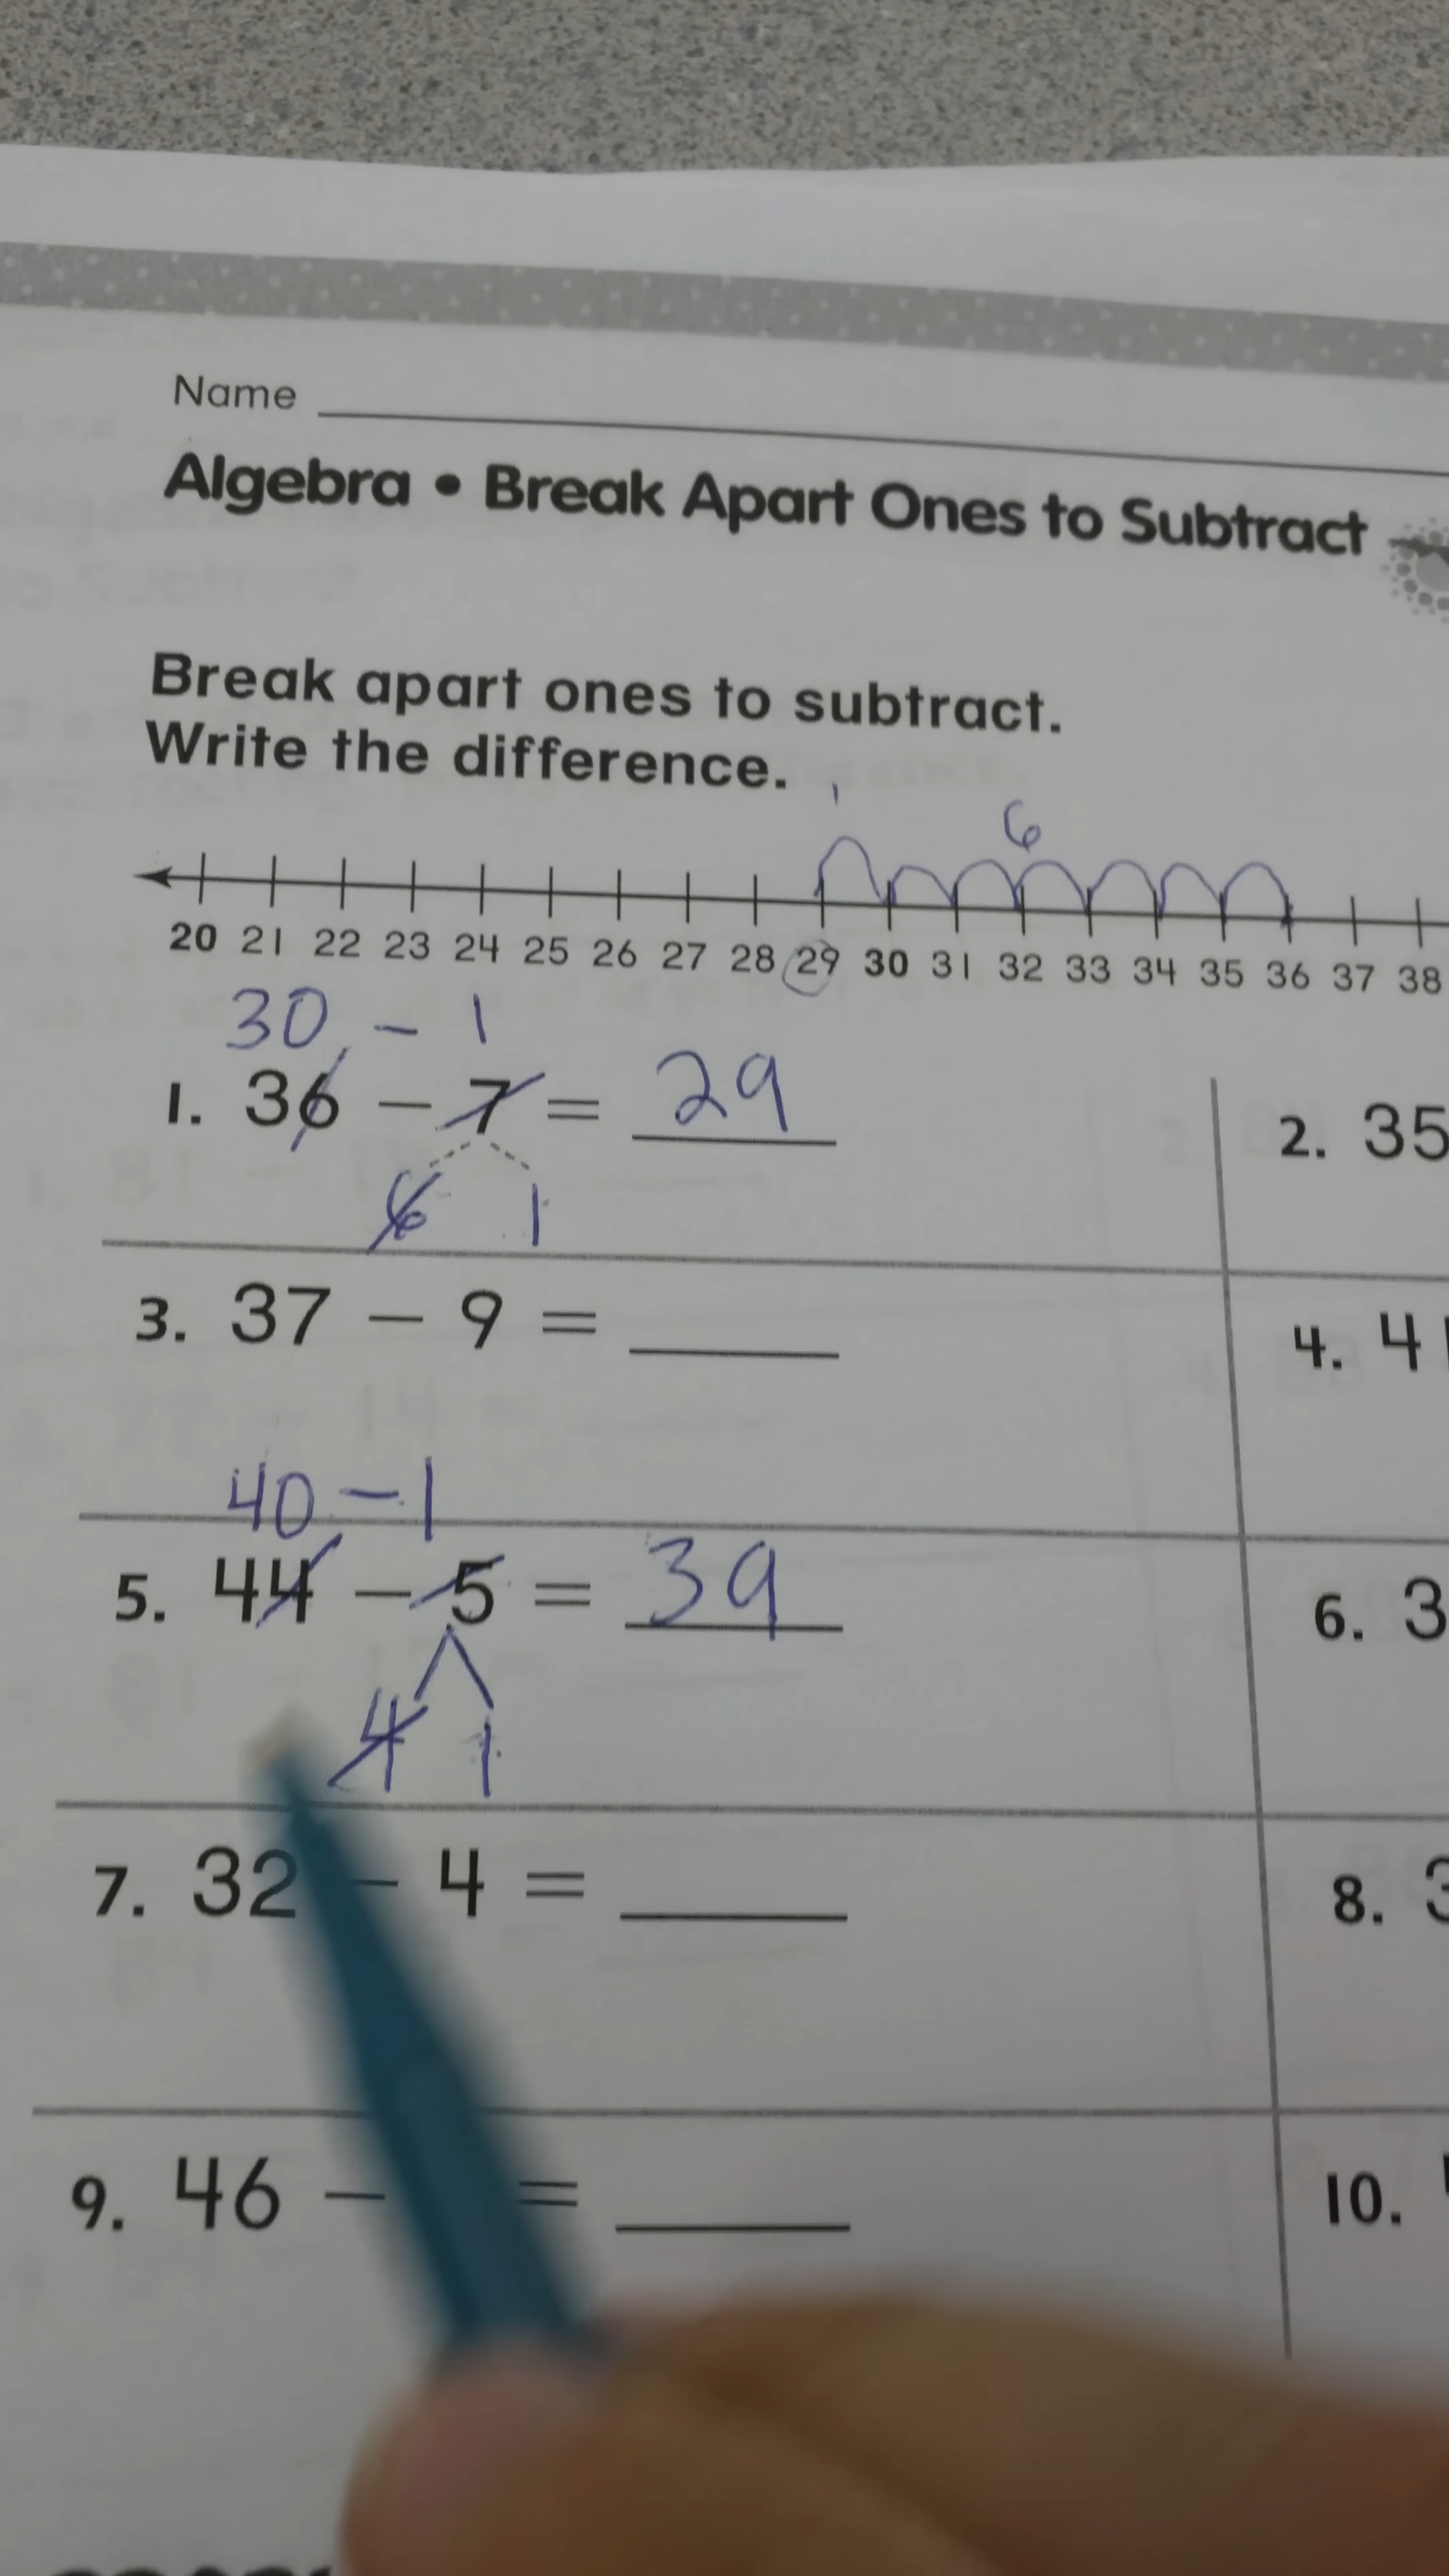 Name
Algebra • Break Apart Ones to Subtract
Break apart ones to subtract.
Write the difference.
1 6
20 21 22 23 24 25 26 27 28 29 30 31 32 33 34 35 36 37 38
30 - 1
1. 36 - 7 = 29
6 1
2. 35
3. 37 - 9 =
4. 4
40 - 1
5. 44 - 5 = 39
4 1
6. 3
7. 32 - 4 =
8. 3
9. 46 - =
10.